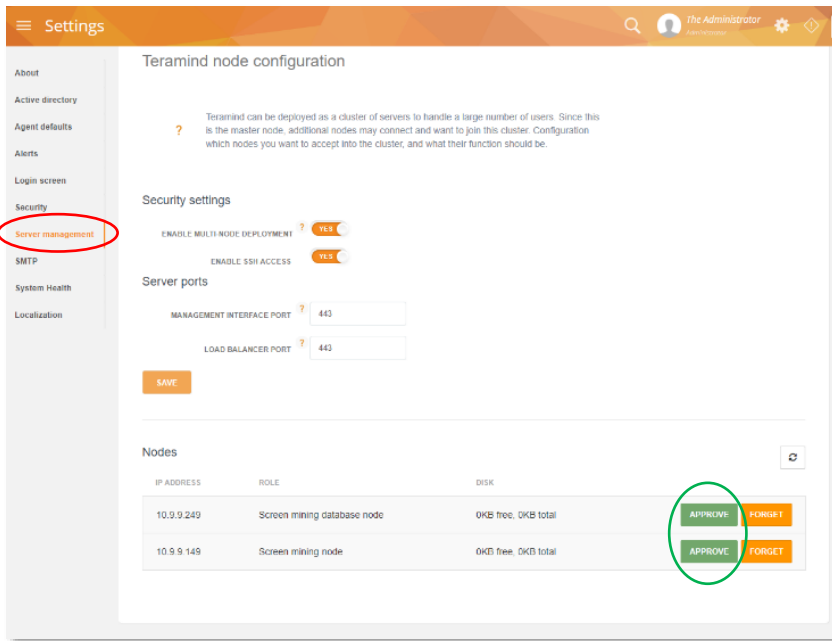 Settings
The Administrator
Administrator
About
Active directory
Agent defaults
Alerts
Login screen
Security
Server management
SMTP
System Health
Localization
Teramind node configuration
? Teramind can be deployed as a cluster of servers to handle a large number of users. Since this
is the master node, additional nodes may connect and want to join this cluster. Configuration
which nodes you want to accept into the cluster, and what their function should be.
Security settings
ENABLE MULTI-NODE DEPLOYMENT ? YES
ENABLE SSH ACCESS YES
Server ports
MANAGEMENT INTERFACE PORT ? 443
LOAD BALANCER PORT ? 443
SAVE
Nodes
IP ADDRESS ROLE DISK
10.9.9.249 Screen mining database node 0KB free, 0KB total APPROVE FORGET
10.9.9.149 Screen mining node 0KB free, 0KB total APPROVE FORGET